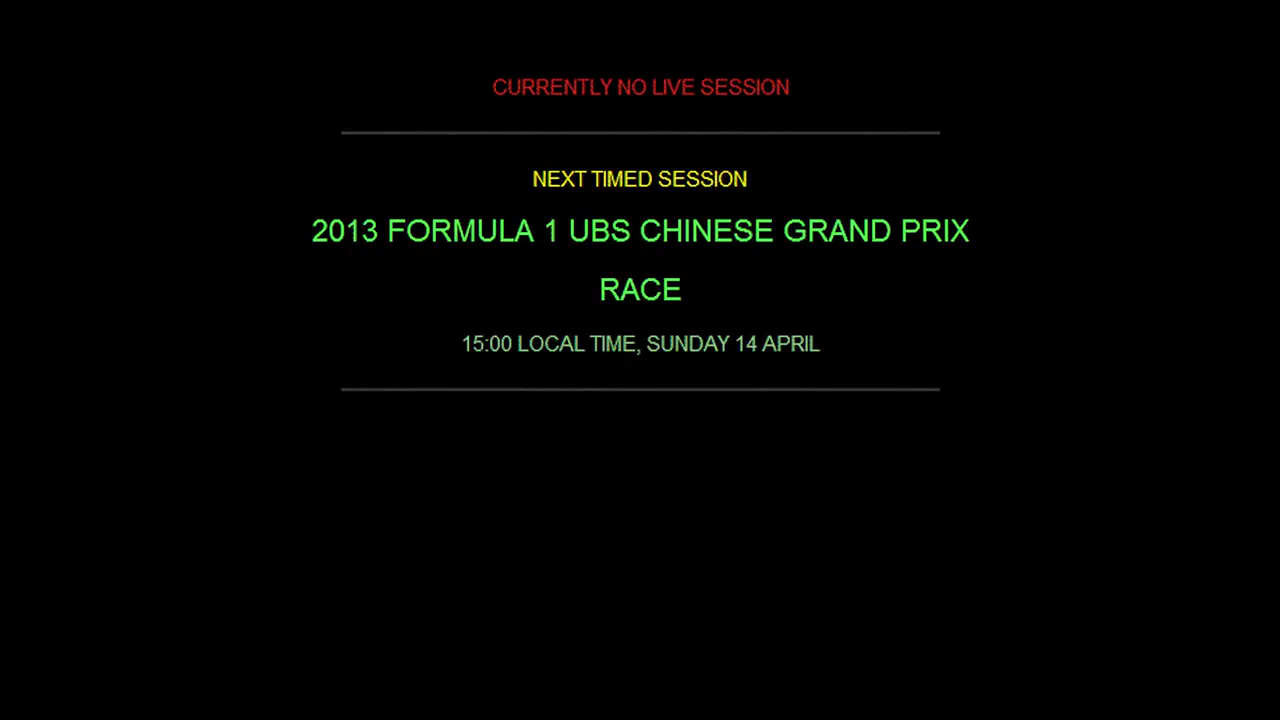 CURRENTLY NO LIVE SESSION
NEXT TIMED SESSION
2013 FORMULA 1 UBS CHINESE GRAND PRIX
RACE
15:00 LOCAL TIME, SUNDAY 14 APRIL